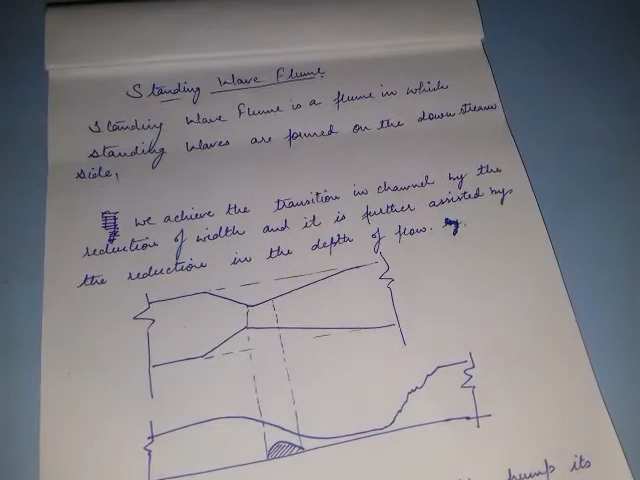 Standing Wave Flume
Standing Wave Flume is a flume in which
standing waves are formed on the down stream
side,
we achieve the transition in channel by the
reduction of width and it is further assisted by
the reduction in the depth of flow.
hump its